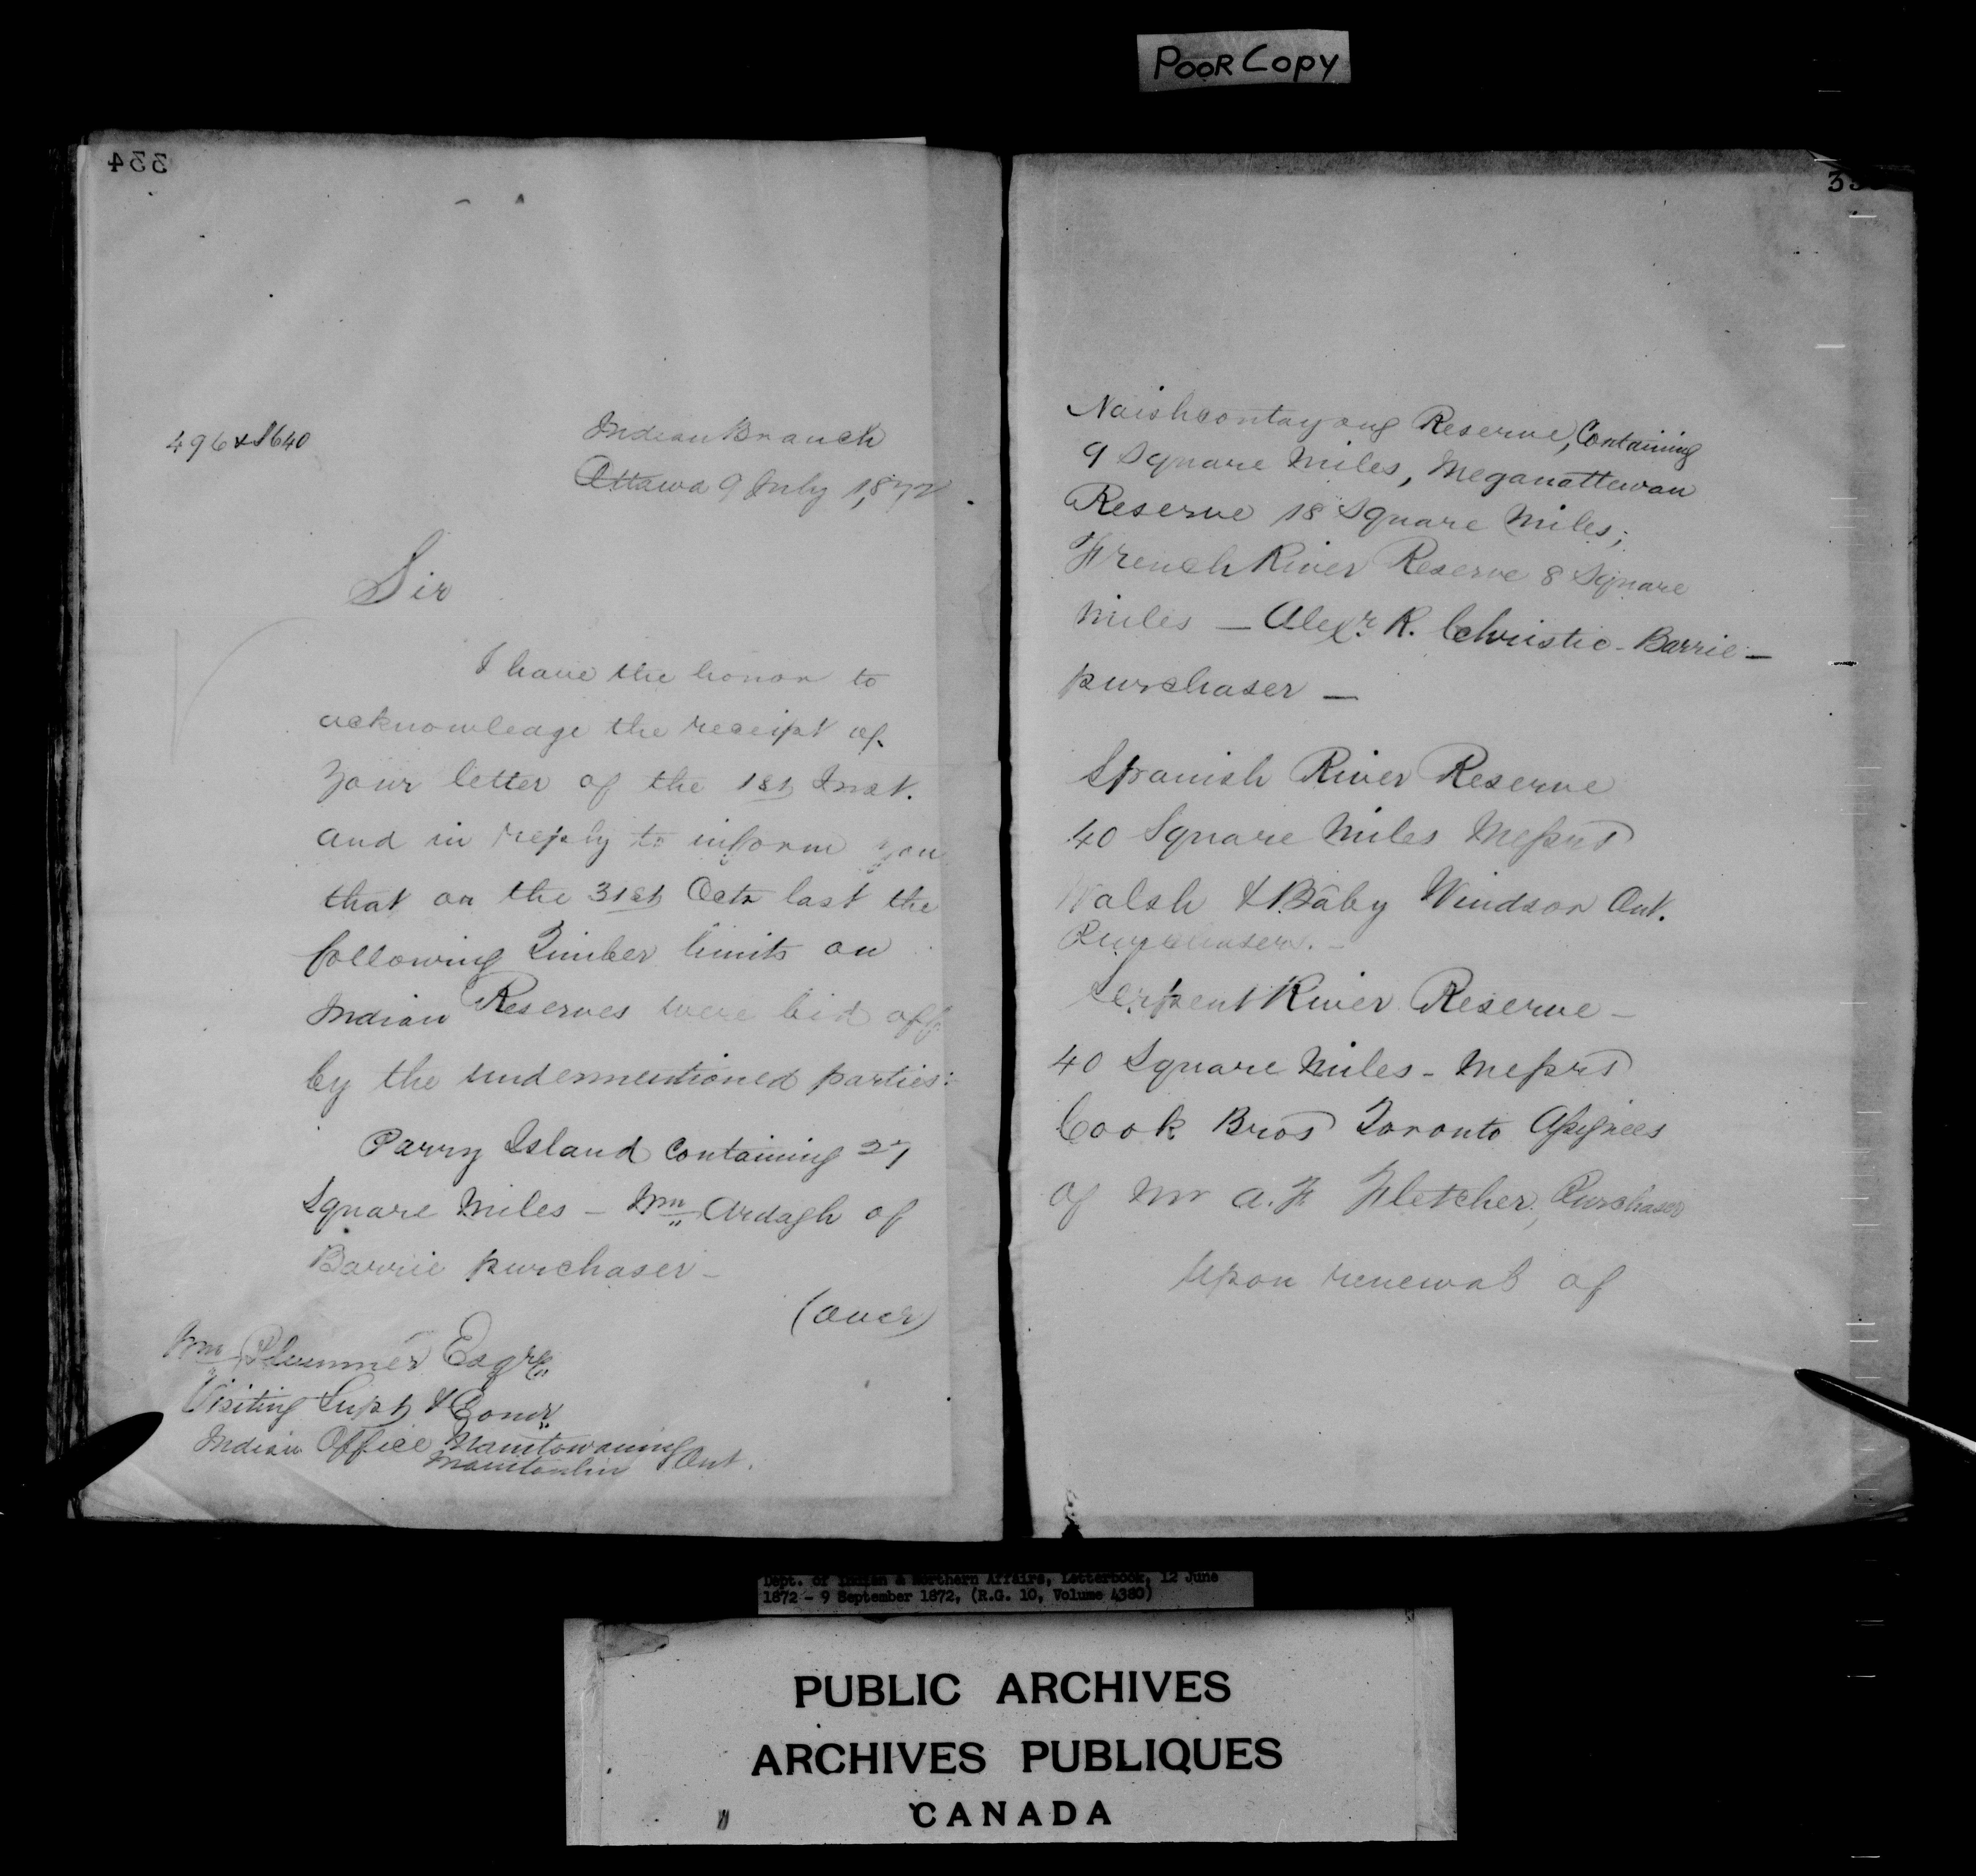 POOR COPY
334
496 & S640
Indian Branch
Ottawa 9 July 1,872
Sir
I have the honor to
acknowledge the receipt of
your letter of the 1st Inst.
and in reply to inform you
that on the 31st Octr last the
following Timber limits on
Indian Reserves were bid off
by the undermentioned parties:
Parry Island Containing 27
Square Miles – Wm Ardagh of
Barrie purchaser –
(over)
Wm Plummer Esqre
Visiting Supt & Comr
Indian Office Manitowaning
Manitoulin Ont.
Naishcontayong Reserve, Containing
9 Square Miles, Meganattewan
Reserve 18 Square Miles;
French River Reserve 8 Square
Miles – Alexr R. Christie – Barrie –
purchaser –
Spanish River Reserve
40 Square Miles Messrs
Walsh & Bâby Windsor Ont.
Purchasers. –
Serpent River Reserve –
40 Square Miles – Messrs
Cook Bros Toronto Assignees
of Mr A. F. Fletcher, Purchaser
Upon renewal of
Dept. of Indian & Northern Affairs, Letterbook, 12 June
1872 - 9 September 1872, (R.G. 10, Volume 4380)
PUBLIC ARCHIVES
ARCHIVES PUBLIQUES
CANADA